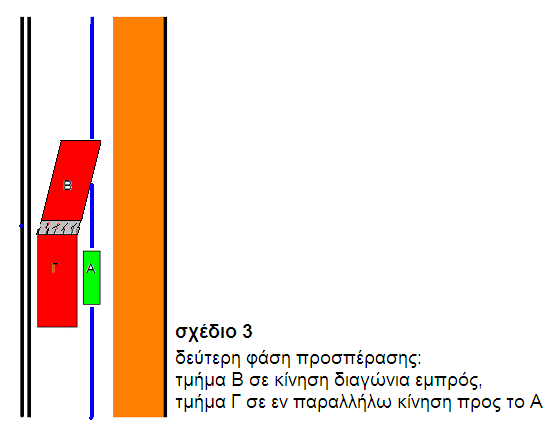 Β
Γ
Α
σχέδιο 3
δεύτερη φάση προσπέρασης:
τμήμα Β σε κίνηση διαγώνια εμπρός,
τμήμα Γ σε εν παραλλήλω κίνηση προς το Α